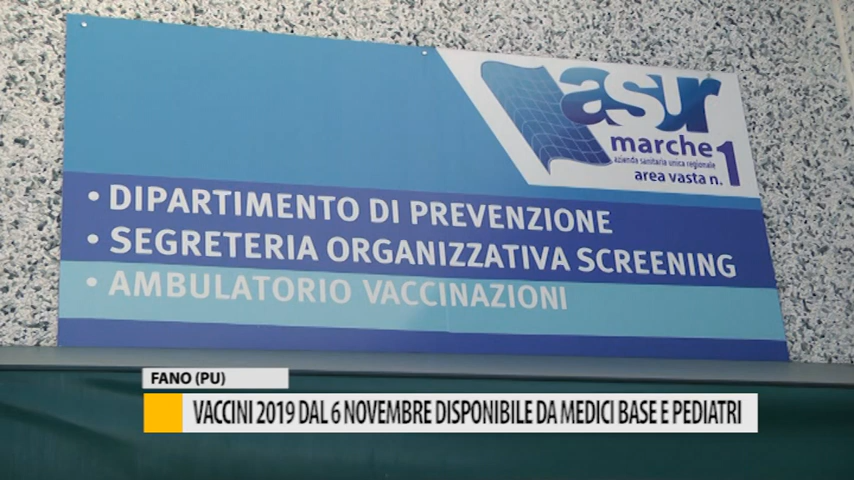 asur
marche 1
azienda sanitaria unica regionale
area vasta n.
• DIPARTIMENTO DI PREVENZIONE
• SEGRETERIA ORGANIZZATIVA SCREENING
• AMBULATORIO VACCINAZIONI
FANO (PU)
VACCINI 2019 DAL 6 NOVEMBRE DISPONIBILE DA MEDICI BASE E PEDIATRI